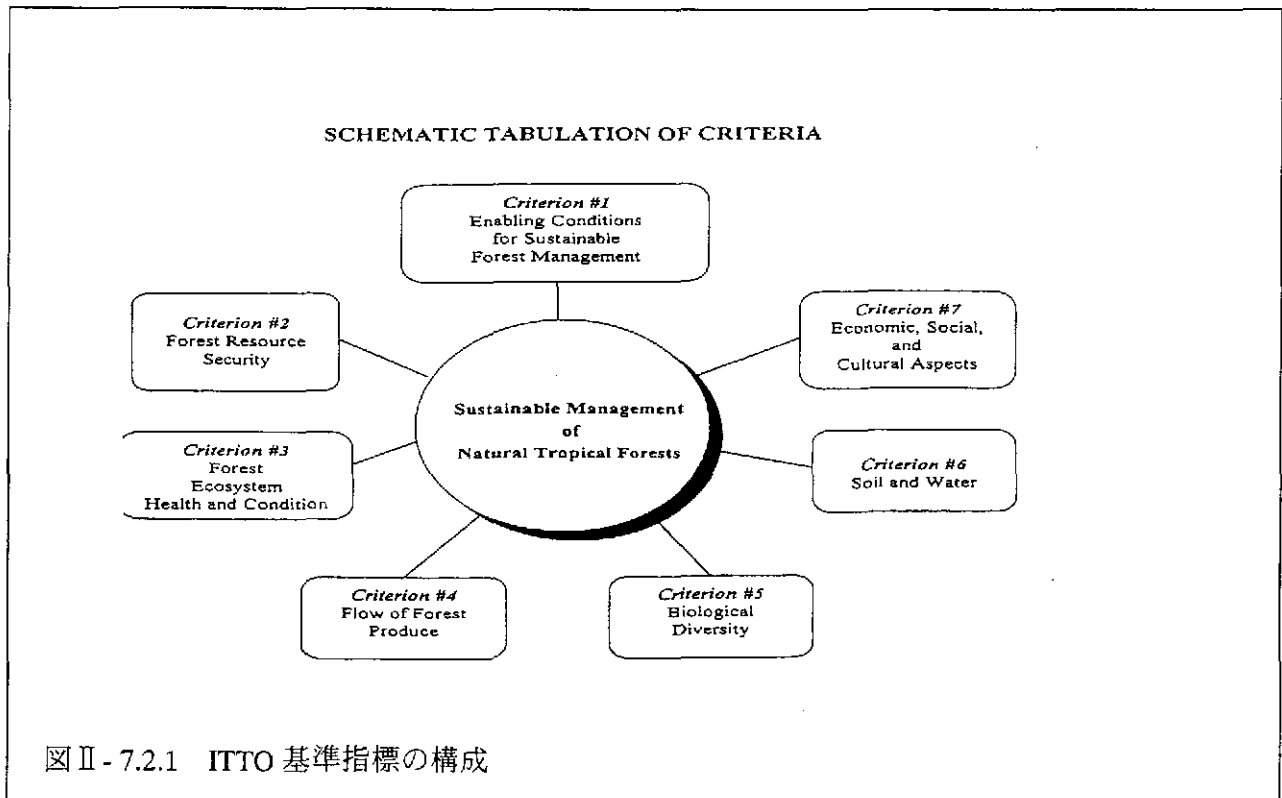 SCHEMATIC TABULATION OF CRITERIA
Criterion #1
Enabling Conditions
for Sustainable
Forest Management
Criterion #2
Forest Resource
Security
Criterion #7
Economic, Social,
and
Cultural Aspects
Sustainable Management
of
Natural Tropical Forests
Criterion #3
Forest
Ecosystem
Health and Condition
Criterion #6
Soil and Water
Criterion #4
Flow of Forest
Produce
Criterion #5
Biological
Diversity
図Ⅱ-7.2.1 ITTO 基準指標の構成